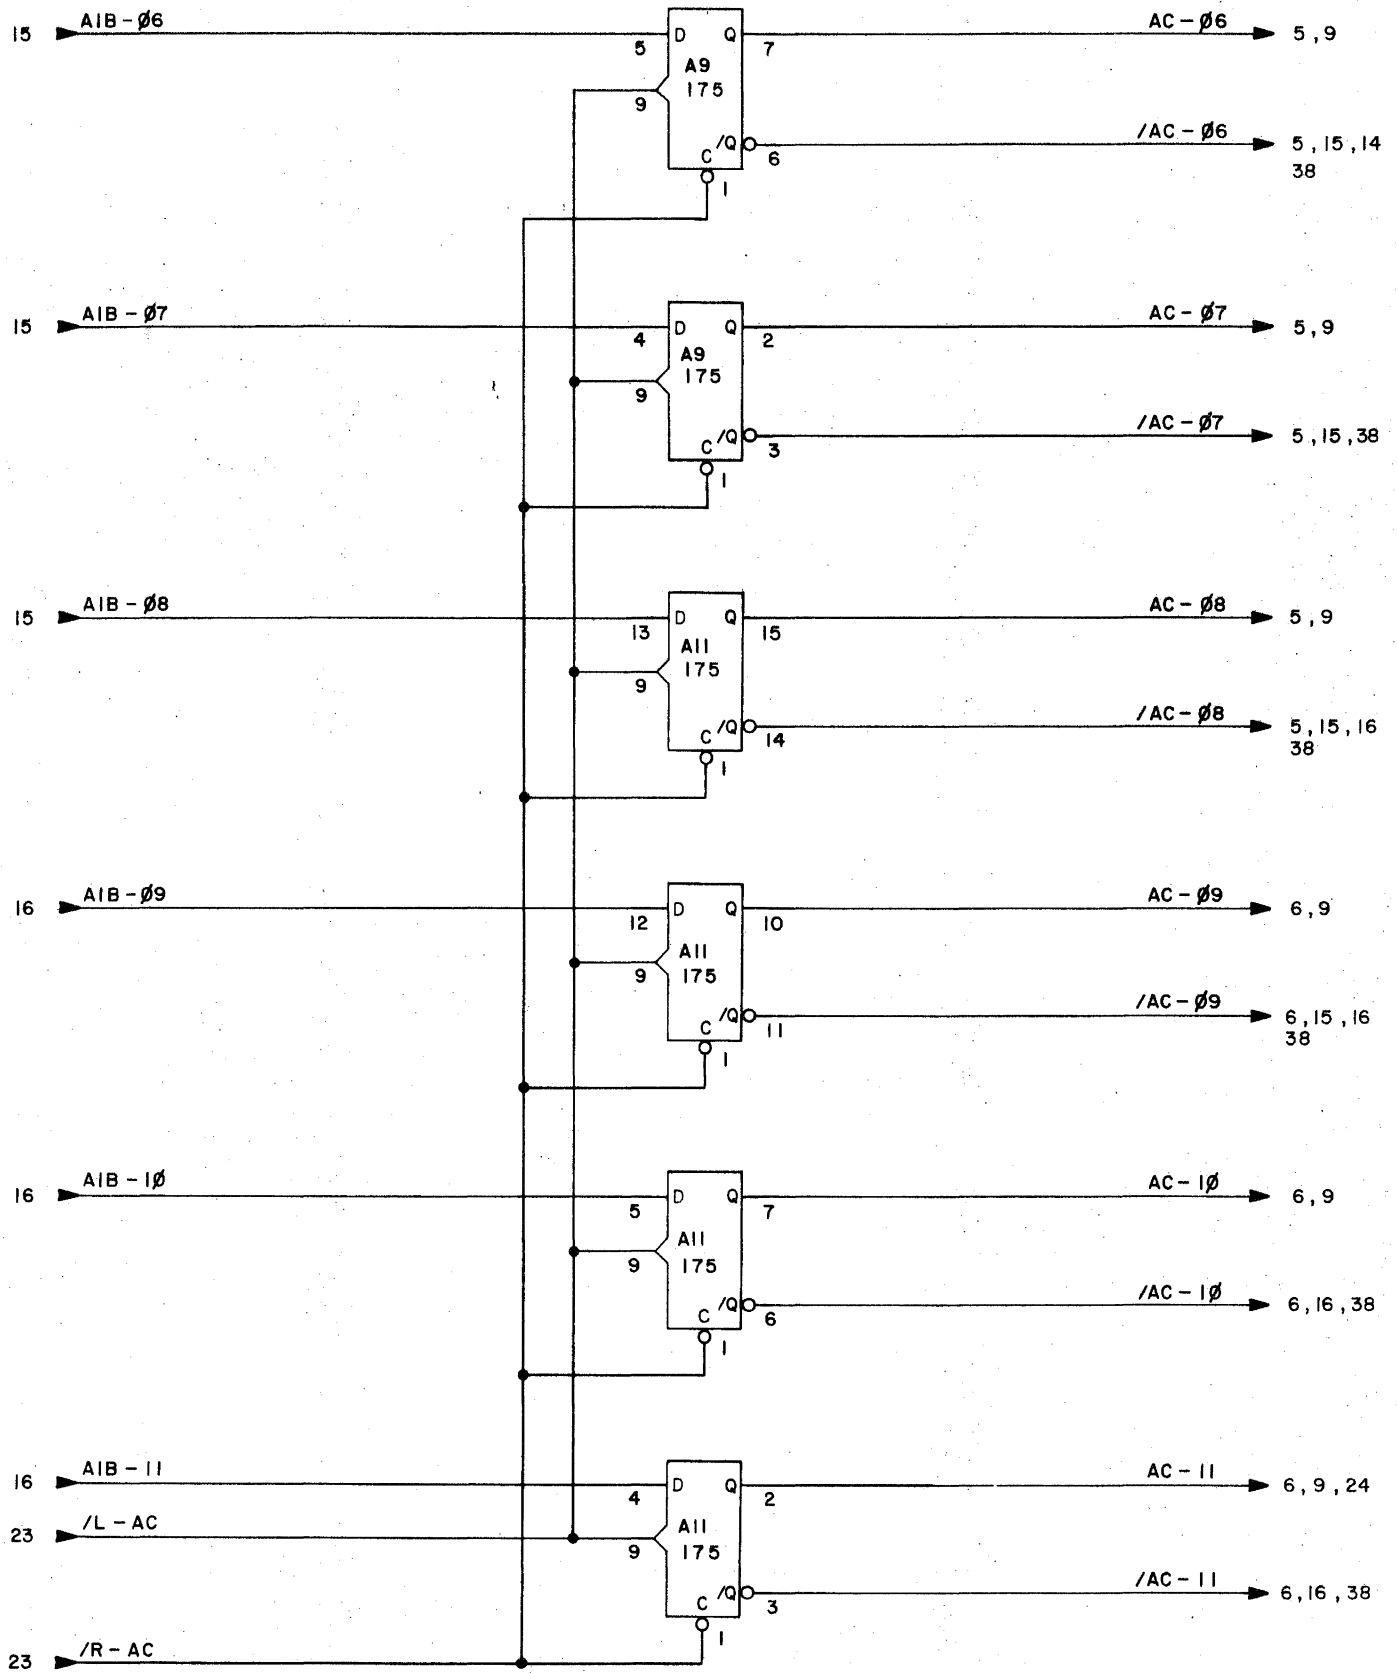 15 AIB-Ø6 AC-Ø6 5,9
5 D Q 7
A9
175
9
/AC-Ø6
C /Q 6 5,15,14
38
1
15 AIB-Ø7 AC-Ø7 5,9
4 D Q 2
A9
175
9
/AC-Ø7
C /Q 3 5,15,38
1
15 AIB-Ø8 AC-Ø8 5,9
13 D Q 15
A11
175
9
/AC-Ø8
C /Q 14 5,15,16
38
1
16 AIB-Ø9 AC-Ø9 6,9
12 D Q 10
A11
175
9
/AC-Ø9
C /Q 11 6,15,16
38
1
16 AIB-1Ø AC-1Ø 6,9
5 D Q 7
A11
175
9
/AC-1Ø
C /Q 6 6,16,38
1
16 AIB-11 AC-11 6,9,24
4 D Q 2
23 /L-AC A11
9 175
/AC-11
C /Q 3 6,16,38
1
23 /R-AC